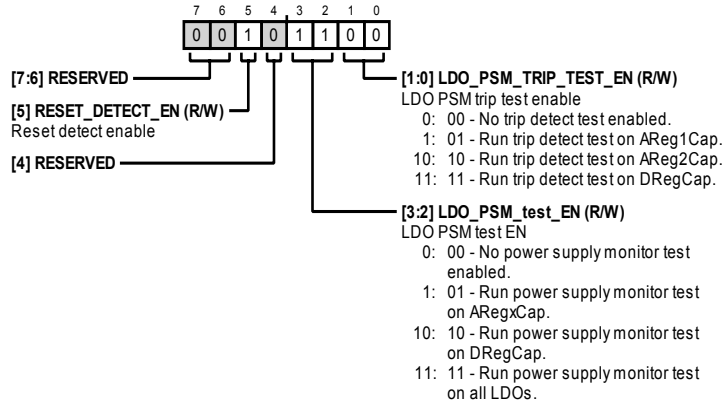 7 6 5 4 3 2 1 0
0 0 1 0 1 1 0 0
[7:6] RESERVED
[5] RESET_DETECT_EN (R/W)
Reset detect enable
[4] RESERVED
[1:0] LDO_PSM_TRIP_TEST_EN (R/W)
LDO PSM trip test enable
0: 00 - No trip detect test enabled.
1: 01 - Run trip detect test on AReg1Cap.
10: 10 - Run trip detect test on AReg2Cap.
11: 11 - Run trip detect test on DRegCap.
[3:2] LDO_PSM_test_EN (R/W)
LDO PSM test EN
0: 00 - No power supply monitor test
enabled.
1: 01 - Run power supply monitor test
on ARegxCap.
10: 10 - Run power supply monitor test
on DRegCap.
11: 11 - Run power supply monitor test
on all LDOs.